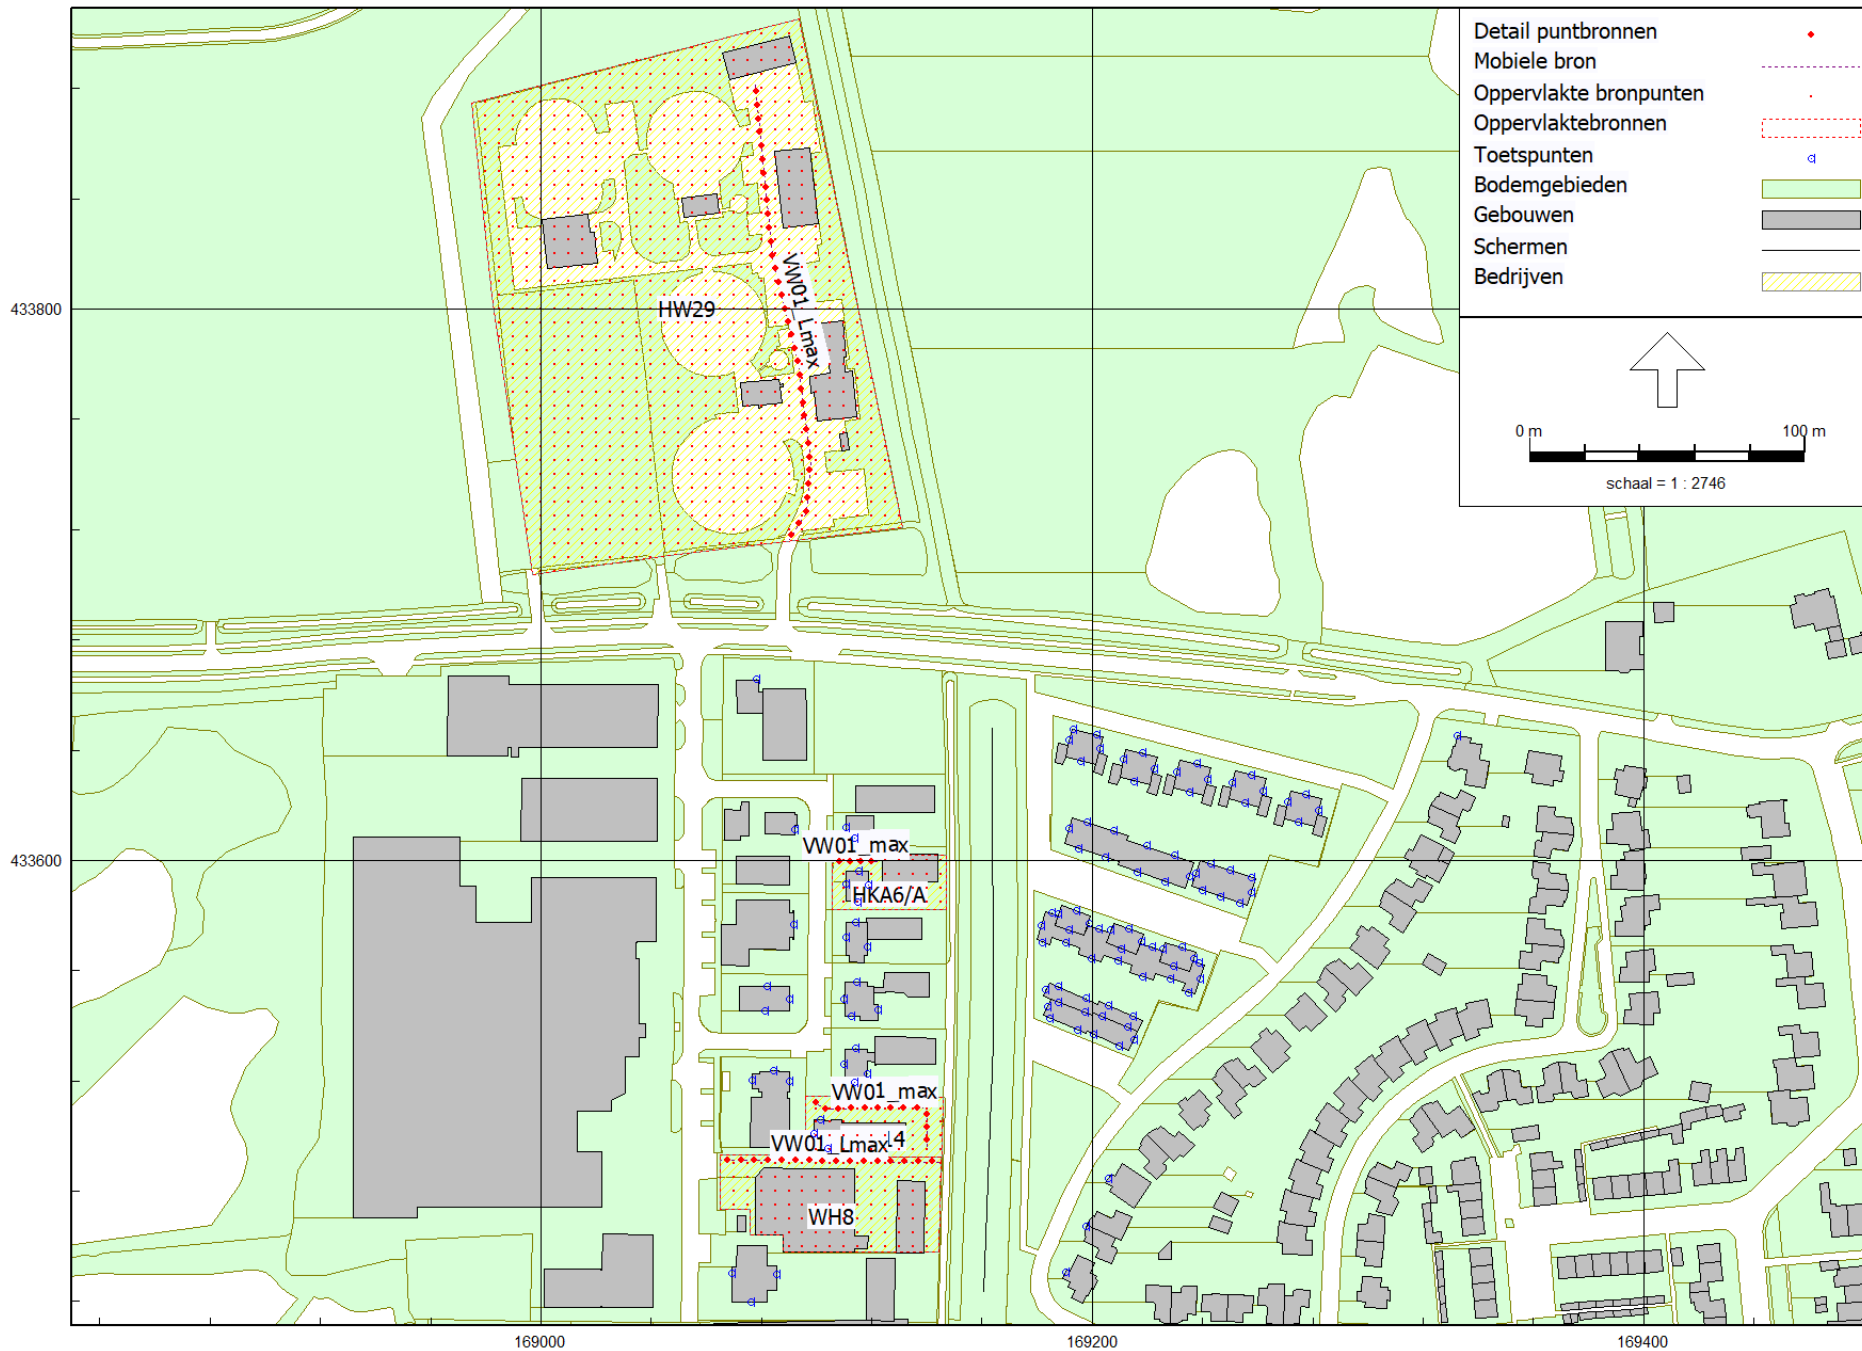 Detail puntbronnen
Mobiele bron
Oppervlakte bronpunten
Oppervlaktebronnen
Toetspunten
Bodemgebieden
Gebouwen
Schermen
Bedrijven
0 m
100 m
schaal = 1 : 2746
433800
HW29
VW01_Lmax
433600
VW01_max
HKA6/A
VW01_max
14
VW01_Lmax
WH8
169000
169200
169400